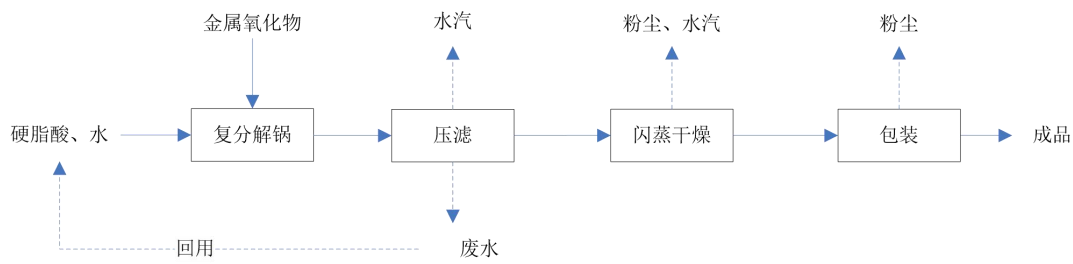 金属氧化物
水汽
粉尘、水汽
粉尘
硬脂酸、水
复分解锅
压滤
闪蒸干燥
包装
成品
回用
废水